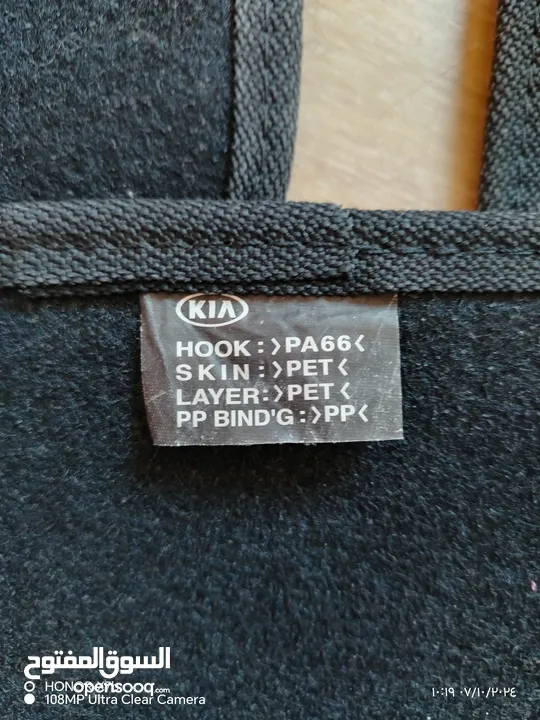 KIA
HOOK:>PA66<
SKIN:>PET<
LAYER:>PET<
PP BIND'G:>PP<
السوق المفتوح
opensooq.com
HONOR
108MP Ultra Clear Camera
١٠:١٩ ٠٧/١٠/٢٠٢٤